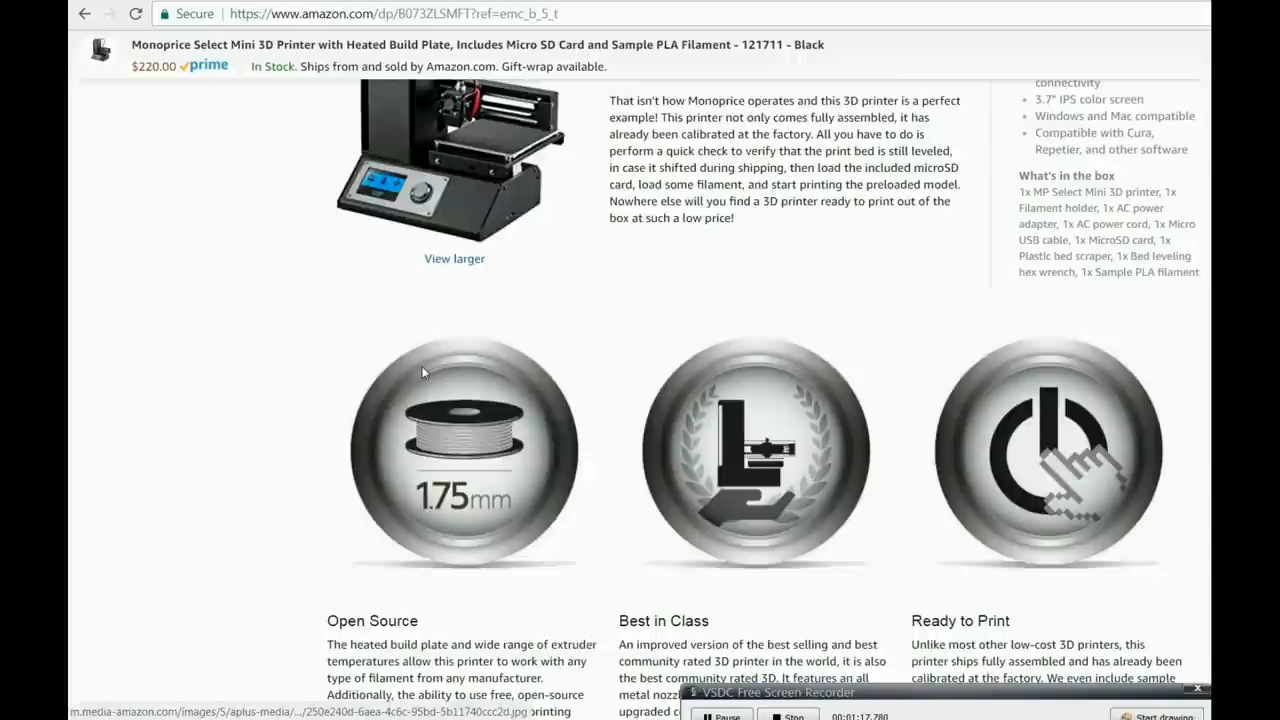 Secure
https://www.amazon.com/dp/B073ZLSMFT?ref=emc_b_5_t
Monoprice Select Mini 3D Printer with Heated Build Plate, Includes Micro SD Card and Sample PLA Filament - 121711 - Black
$220.00 prime In Stock. Ships from and sold by Amazon.com. Gift-wrap available.
That isn't how Monoprice operates and this 3D printer is a perfect
example! This printer not only comes fully assembled, it has
already been calibrated at the factory. All you have to do is
perform a quick check to verify that the print bed is still leveled,
in case it shifted during shipping, then load the included microSD
card, load some filament, and start printing the preloaded model.
Nowhere else will you find a 3D printer ready to print out of the
box at such a low price!
View larger
connectivity
• 3.7" IPS color screen
• Windows and Mac compatible
• Compatible with Cura,
Repetier, and other software
What's in the box
1x MP Select Mini 3D printer, 1x
Filament holder, 1x AC power
adapter, 1x AC power cord, 1x Micro
USB cable, 1x MicroSD card, 1x
Plastic bed scraper, 1x Bed leveling
hex wrench, 1x Sample PLA filament
1.75mm
Open Source
The heated build plate and wide range of extruder
temperatures allow this printer to work with any
type of filament from any manufacturer.
Additionally, the ability to use free, open-source
printing
Best in Class
An improved version of the best selling and best
community rated 3D printer in the world, it is also
the best community rated 3D. It features an all
metal nozz
upgraded c
Ready to Print
Unlike most other low-cost 3D printers, this
printer ships fully assembled and has already been
calibrated at the factory. We even include sample
m.media-amazon.com/images/S/aplus-media/.../250e240d-6aea-4c6c-95bd-5b11740ccc2d.jpg
VSDC Free Screen Recorder
Pause
Stop
00:01:17.780
Start drawing